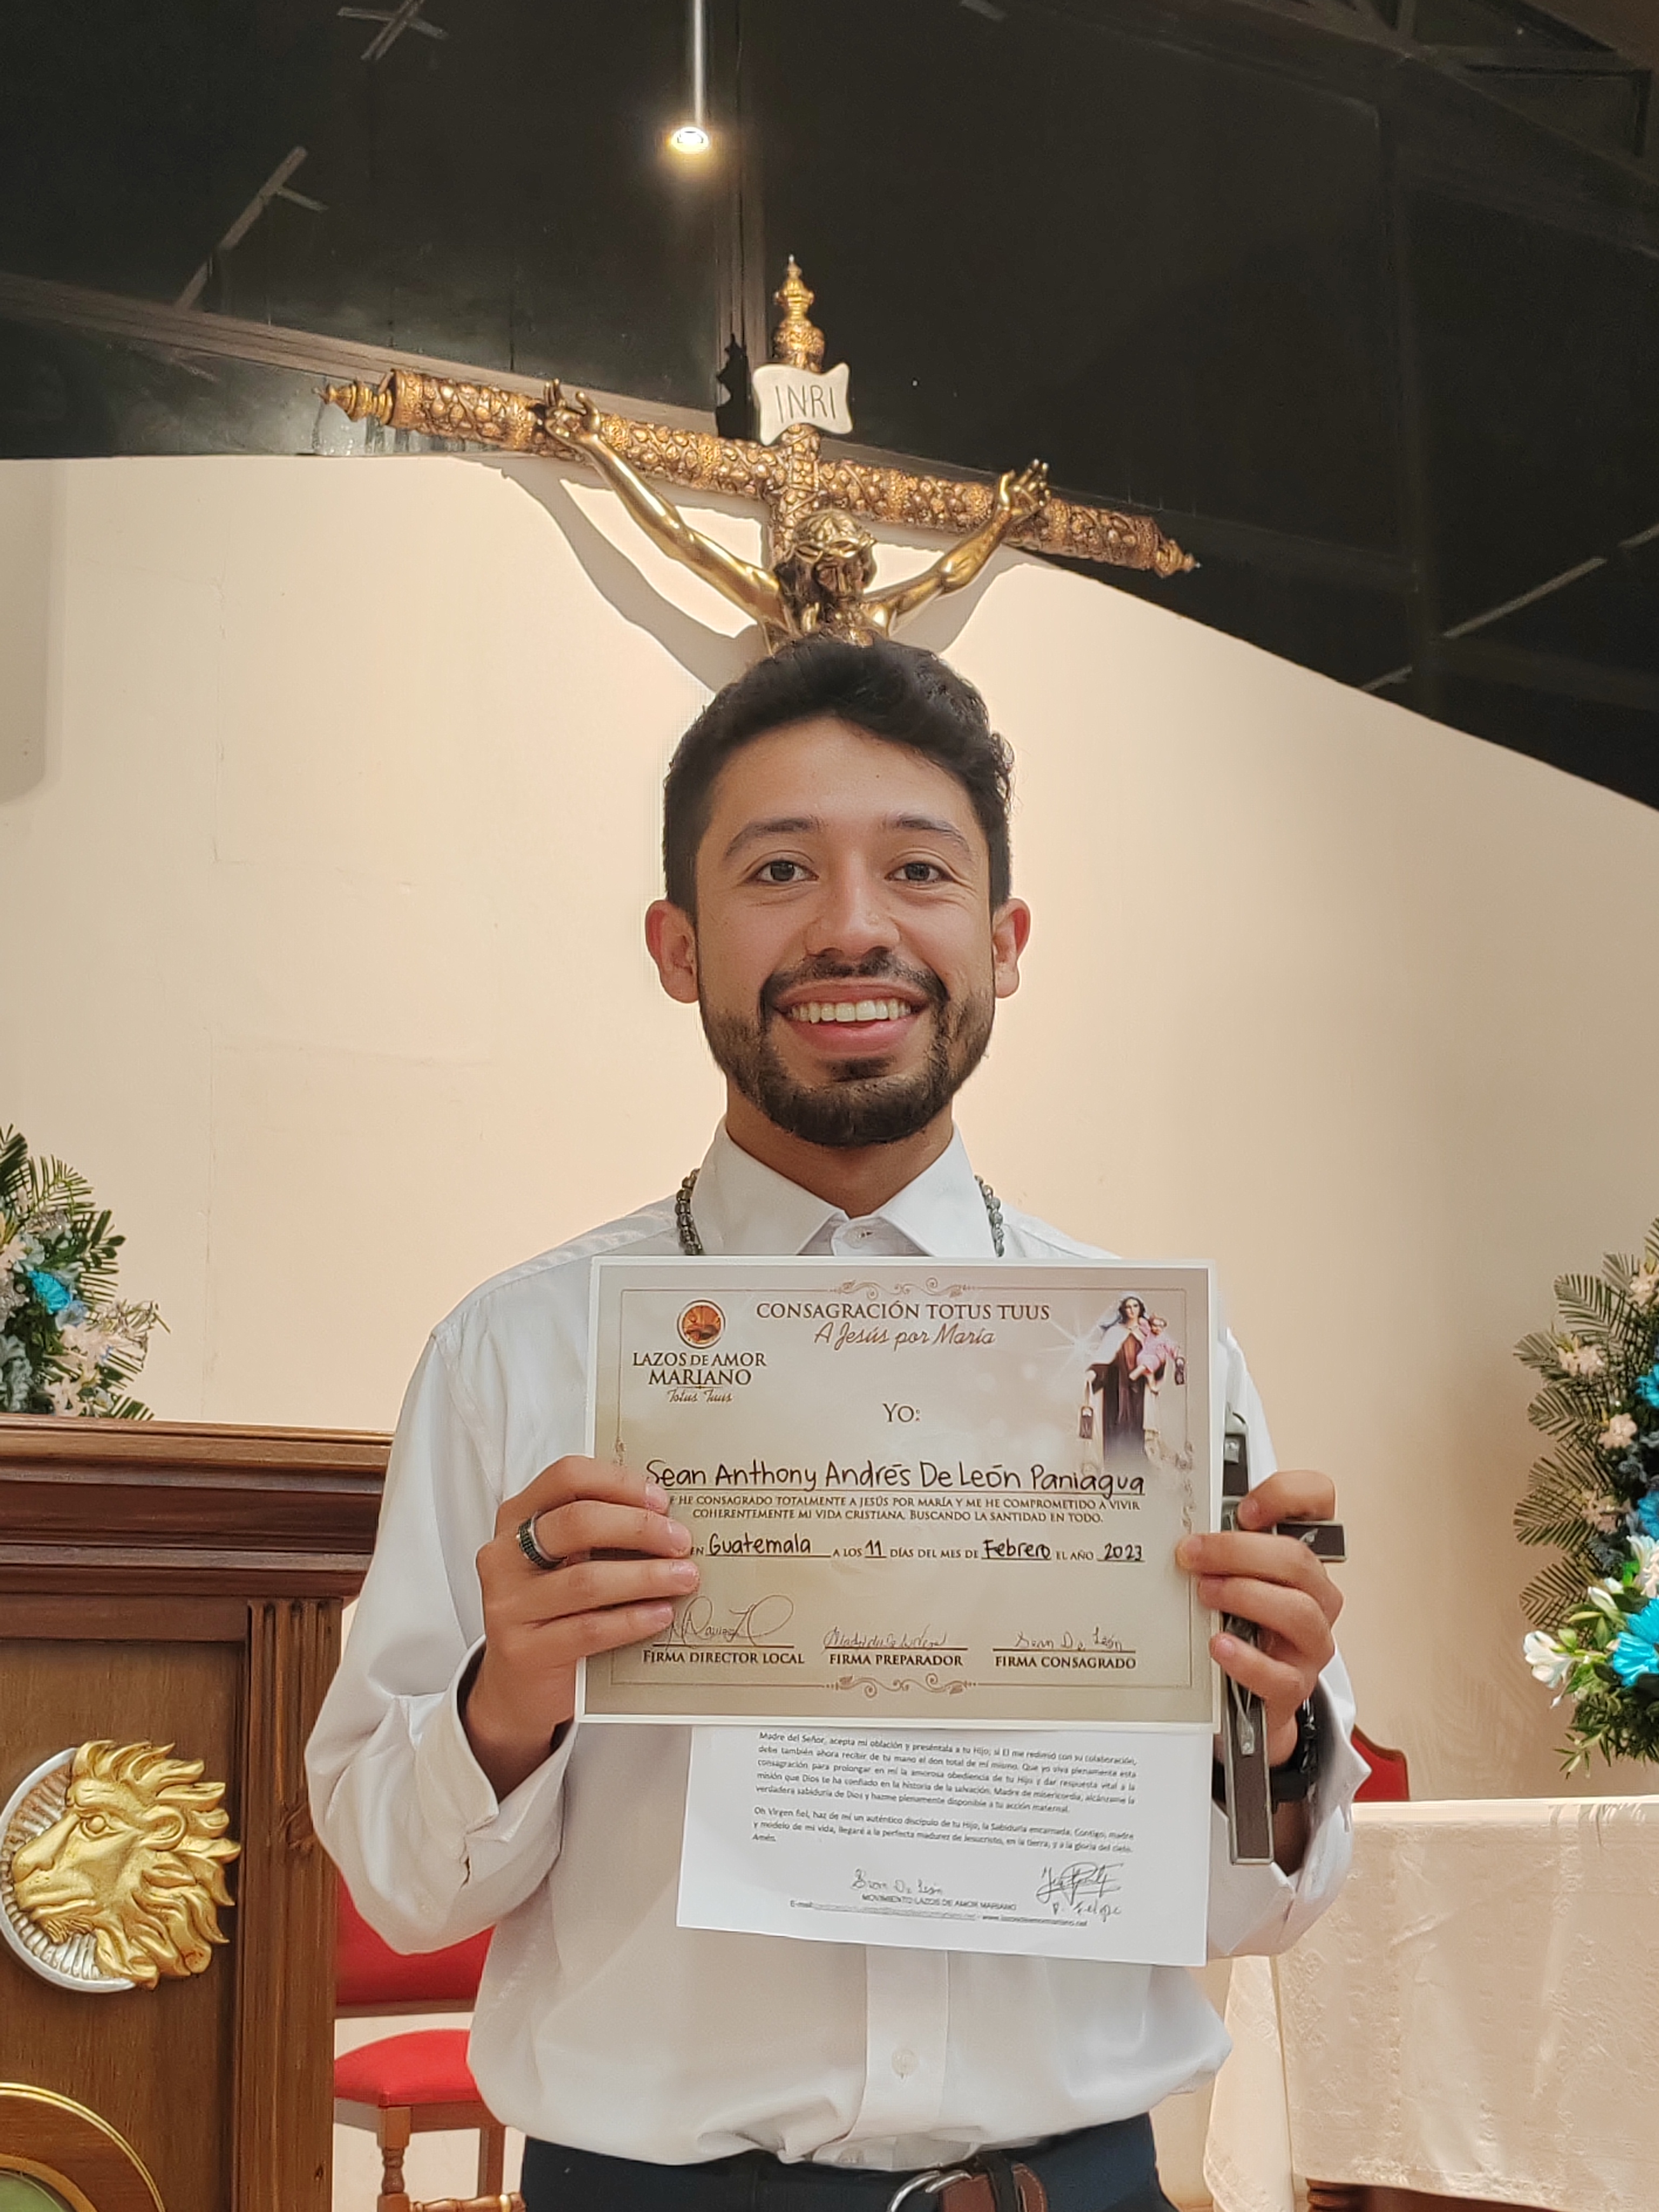 INRI
CONSAGRACIÓN TOTUS TUUS
A Jesús por María
LAZOS DE AMOR
MARIANO
Totus Tuus
YO:
Sean Anthony Andrés De León Paniagua
HE CONSAGRADO TOTALMENTE A JESÚS POR MARÍA Y ME HE COMPROMETIDO A VIVIR
COHERENTEMENTE MI VIDA CRISTIANA. BUSCANDO LA SANTIDAD EN TODO.
EN Guatemala A LOS 11 DÍAS DEL MES DE Febrero EL AÑO 2023
Sean De León
FIRMA DIRECTOR LOCAL FIRMA PREPARADOR FIRMA CONSAGRADO
Madre del Señor, acepta mi oblación y preséntala a tu Hijo; si El me redimió con su colaboración,
debe también ahora recibir de tu mano el don total de mí mismo. Que yo viva plenamente esta
consagración para prolongar en mí la amorosa obediencia de tu Hijo y dar respuesta vital a la
misión que Dios te ha confiado en la historia de la salvación. Madre de misericordia, alcánzame la
verdadera sabiduría de Dios y hazme plenamente disponible a tu acción maternal.
Oh Virgen fiel, haz de mí un auténtico discípulo de tu Hijo, la Sabiduría encarnada. Contigo, madre
y modelo de mi vida, llegaré a la perfecta madurez de Jesucristo, en la tierra, y a la gloria del cielo.
Amén.
Sean De León
P. Felipe
MOVIMIENTO LAZOS DE AMOR MARIANO
E-mail: - www.lazosdeamormariano.net